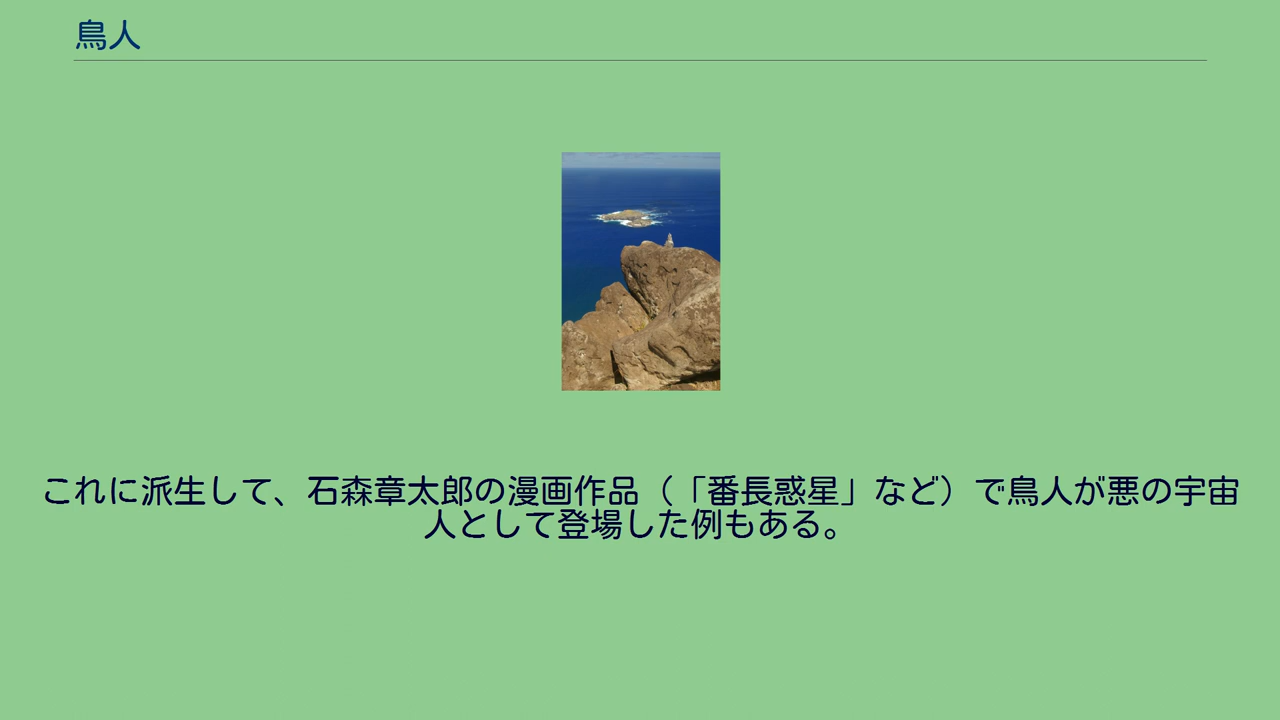 鳥人
これに派生して、石森章太郎の漫画作品（「番長惑星」など）で鳥人が悪の宇宙
人として登場した例もある。